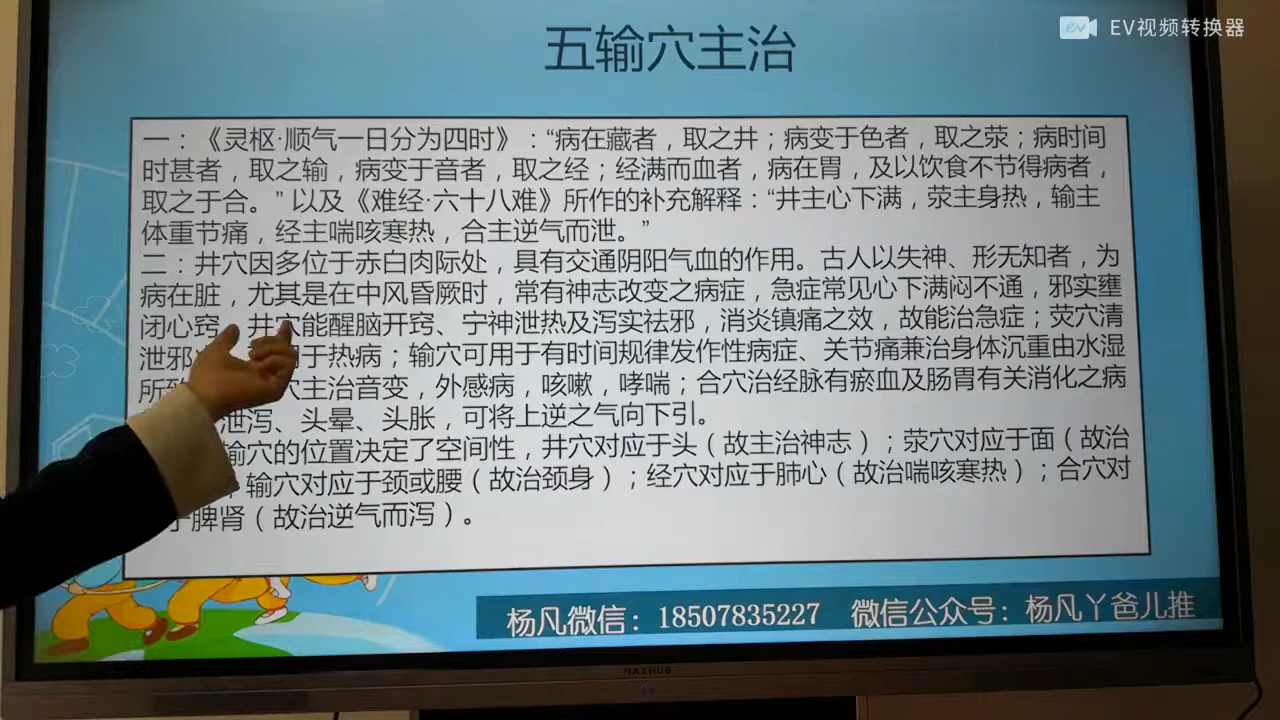 EV视频转换器
五输穴主治
一：《灵枢·顺气一日分为四时》：“病在藏者，取之井；病变于色者，取之荥；病时间
时甚者，取之输，病变于音者，取之经；经满而血者，病在胃，及以饮食不节得病者，
取之于合。” 以及《难经·六十八难》所作的补充解释：“井主心下满，荥主身热，输主
体重节痛，经主喘咳寒热，合主逆气而泄。”
二：井穴因多位于赤白肉际处，具有交通阴阳气血的作用。古人以失神、形无知者，为
病在脏，尤其是在中风昏厥时，常有神志改变之病症，急症常见心下满闷不通，邪实壅
闭心窍，井穴能醒脑开窍、宁神泄热及泻实祛邪，消炎镇痛之效，故能治急症；荥穴清
泄邪 于热病；输穴可用于有时间规律发作性病症、关节痛兼治身体沉重由水湿
所 穴主治音变，外感病，咳嗽，哮喘；合穴治经脉有瘀血及肠胃有关消化之病
泄泻、头晕、头胀，可将上逆之气向下引。
输穴的位置决定了空间性，井穴对应于头（故主治神志）；荥穴对应于面（故治
；输穴对应于颈或腰（故治颈身）；经穴对应于肺心（故治喘咳寒热）；合穴对
于脾肾（故治逆气而泻）。
杨凡微信：18507835227 微信公众号：杨凡丫爸儿推